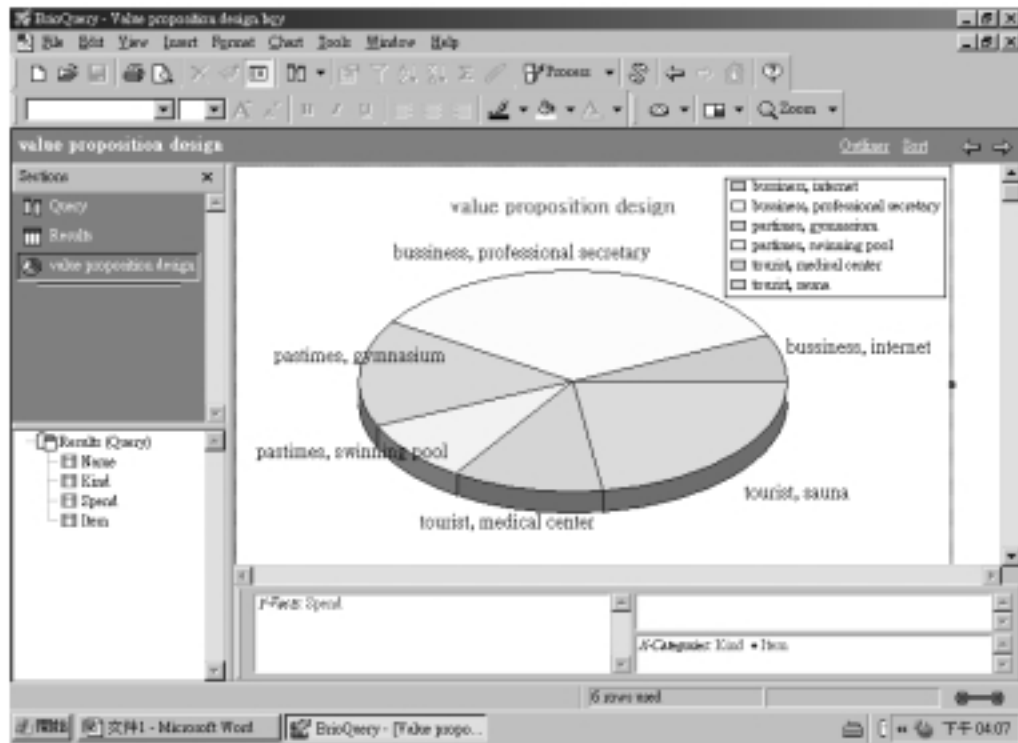 BrioQuery - Value proposition design.bqy
File Edit View Insert Format Chart Tools Window Help
Process
Zoom
value proposition design
Outliner Sort
Sections
Query
Results
value proposition design
Results (Query)
Name
Kind
Spend
Item
value proposition design
bussiness, internet
bussiness, professional secretary
pastimes, gymnasium
pastimes, swinning pool
tourist, medical center
tourist, sauna
bussiness, professional secretary
pastimes, gymnasium
bussiness, internet
pastimes, swinning pool
tourist, sauna
tourist, medical center
Y-Facts: Spend
X-Categories: Kind Item
6 rows used
開始
文件1 - Microsoft Word
BrioQuery - [Value propo...
下午 04:07